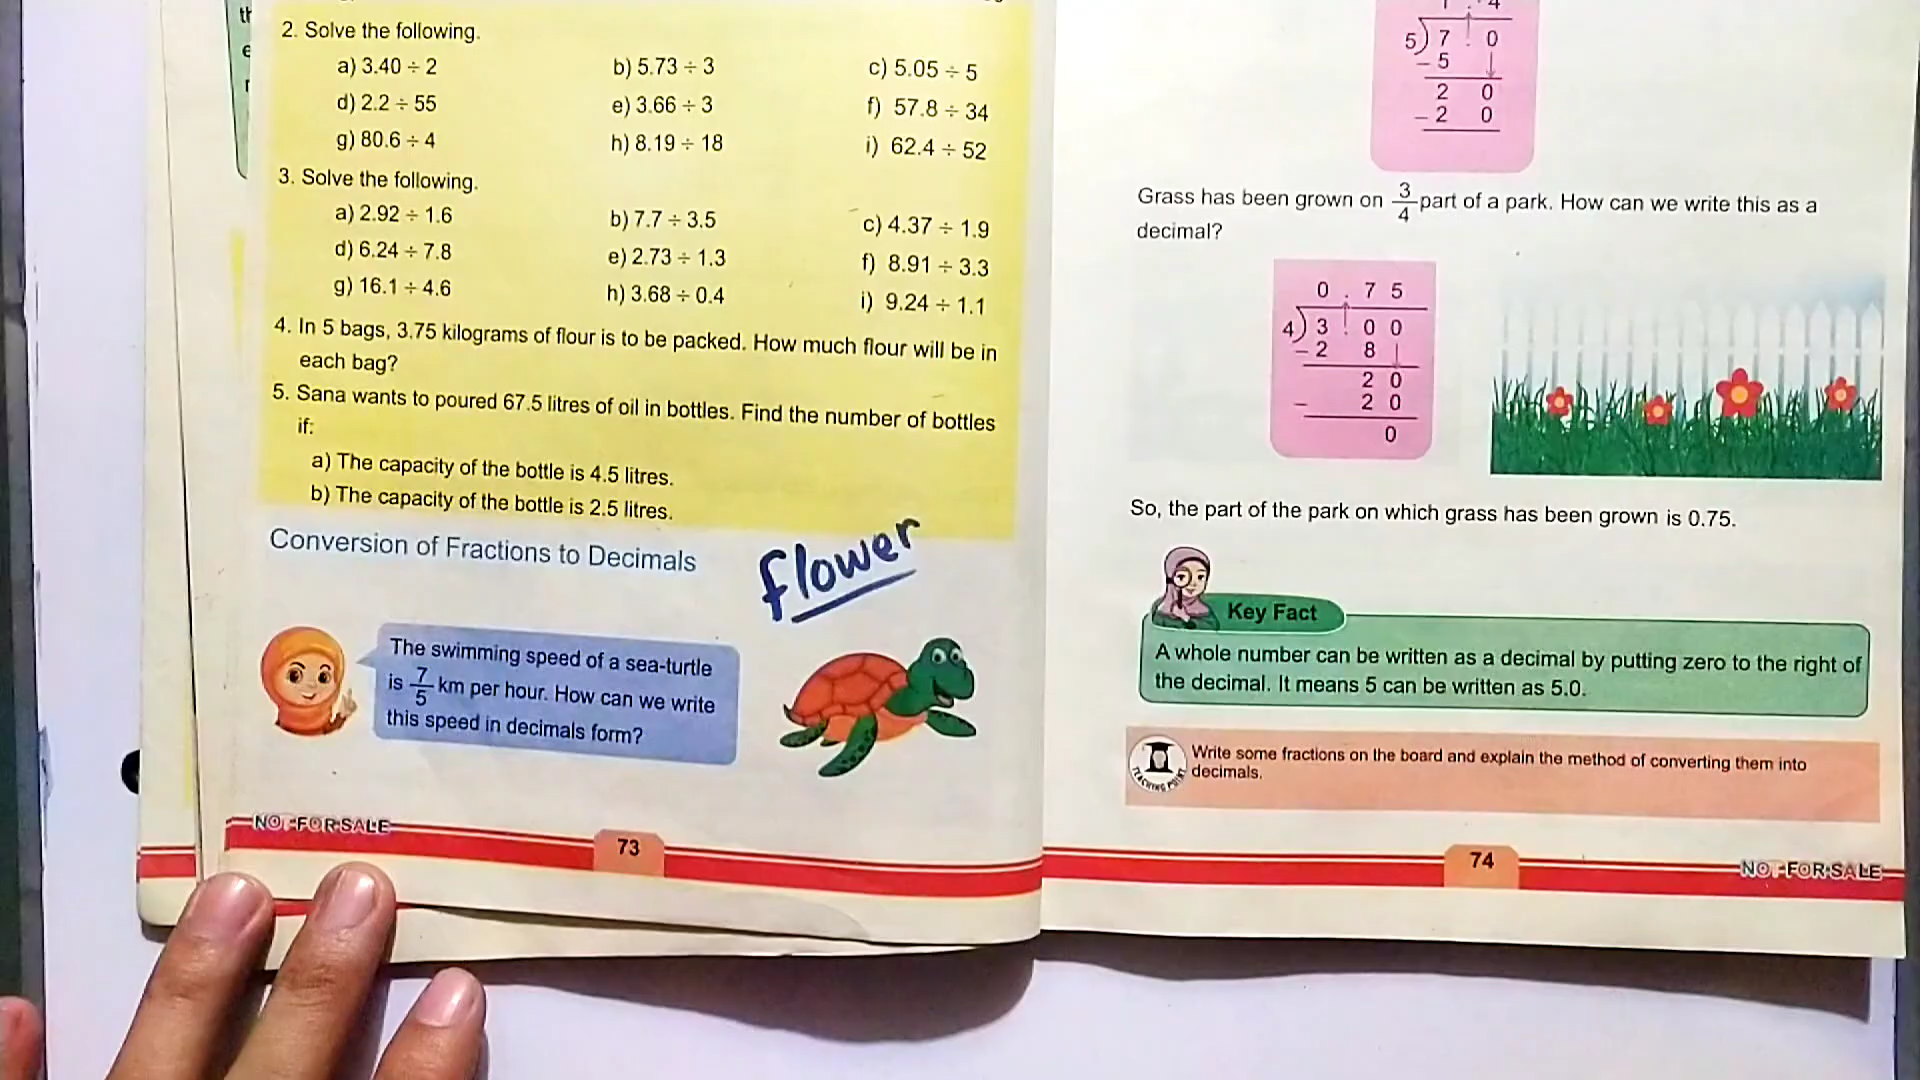 2. Solve the following.
a) 3.40 ÷ 2 b) 5.73 ÷ 3 c) 5.05 ÷ 5
d) 2.2 ÷ 55 e) 3.66 ÷ 3 f) 57.8 ÷ 34
g) 80.6 ÷ 4 h) 8.19 ÷ 18 i) 62.4 ÷ 52
3. Solve the following.
a) 2.92 ÷ 1.6 b) 7.7 ÷ 3.5 c) 4.37 ÷ 1.9
d) 6.24 ÷ 7.8 e) 2.73 ÷ 1.3 f) 8.91 ÷ 3.3
g) 16.1 ÷ 4.6 h) 3.68 ÷ 0.4 i) 9.24 ÷ 1.1
4. In 5 bags, 3.75 kilograms of flour is to be packed. How much flour will be in
each bag?
5. Sana wants to poured 67.5 litres of oil in bottles. Find the number of bottles
if:
a) The capacity of the bottle is 4.5 litres.
b) The capacity of the bottle is 2.5 litres.
Conversion of Fractions to Decimals
flower
The swimming speed of a sea-turtle
is 7/5 km per hour. How can we write
this speed in decimals form?
NOT FOR SALE
73
5) 7 . 0
- 5
2 0
- 2 0
Grass has been grown on 3/4 part of a park. How can we write this as a
decimal?
0 . 7 5
4) 3 . 0 0
- 2 8
2 0
- 2 0
0
So, the part of the park on which grass has been grown is 0.75.
Key Fact
A whole number can be written as a decimal by putting zero to the right of
the decimal. It means 5 can be written as 5.0.
TEACHING POINT
Write some fractions on the board and explain the method of converting them into
decimals.
74
NOT FOR SALE